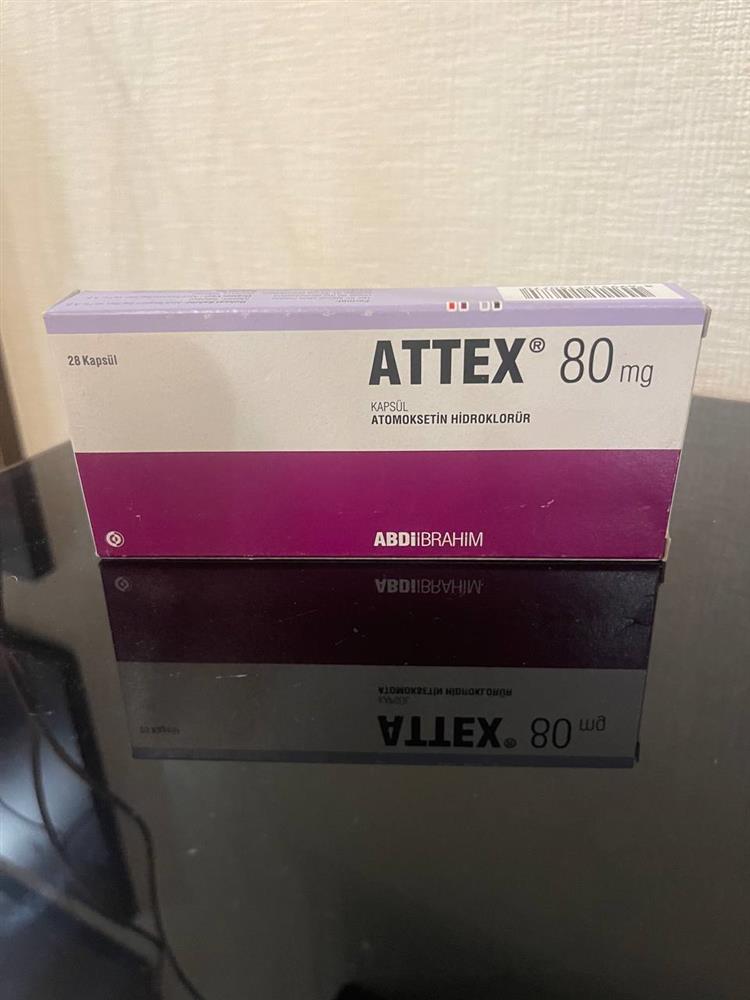 28 Kapsül
ATTEX® 80 mg
KAPSÜL
ATOMOKSETİN HİDROKLORÜR
ABDİİBRAHİM